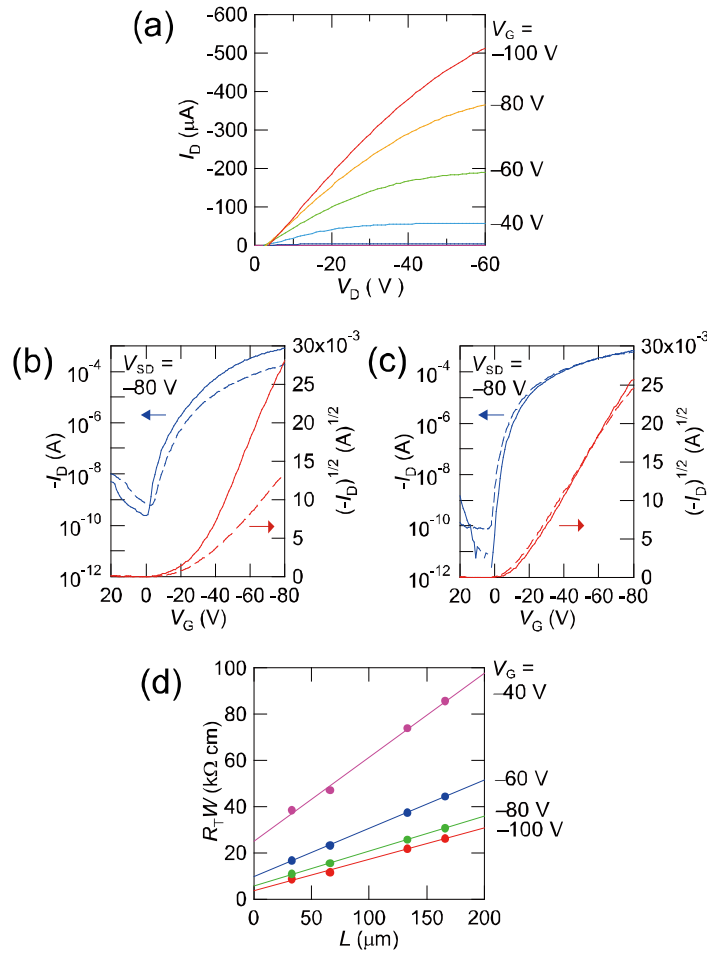 (a)
V_G =
–100 V
–80 V
–60 V
–40 V
-600
-500
-400
-300
-200
-100
0
I_D (μA)
0 -20 -40 -60
V_D ( V )
(b)
V_SD =
–80 V
10^-4
10^-6
10^-8
10^-10
10^-12
-I_D (A)
30x10^-3
25
20
15
10
5
0
(-I_D)^1/2 (A)^1/2
20 0 -20 -40 -60 -80
V_G (V)
(c)
V_SD =
–80 V
10^-4
10^-6
10^-8
10^-10
10^-12
-I_D (A)
30x10^-3
25
20
15
10
5
0
(-I_D)^1/2 (A)^1/2
20 0 -20 -40 -60 -80
V_G (V)
(d)
V_G =
–40 V
–60 V
–80 V
–100 V
100
80
60
40
20
0
R_T W (kΩ cm)
0 50 100 150 200
L (μm)